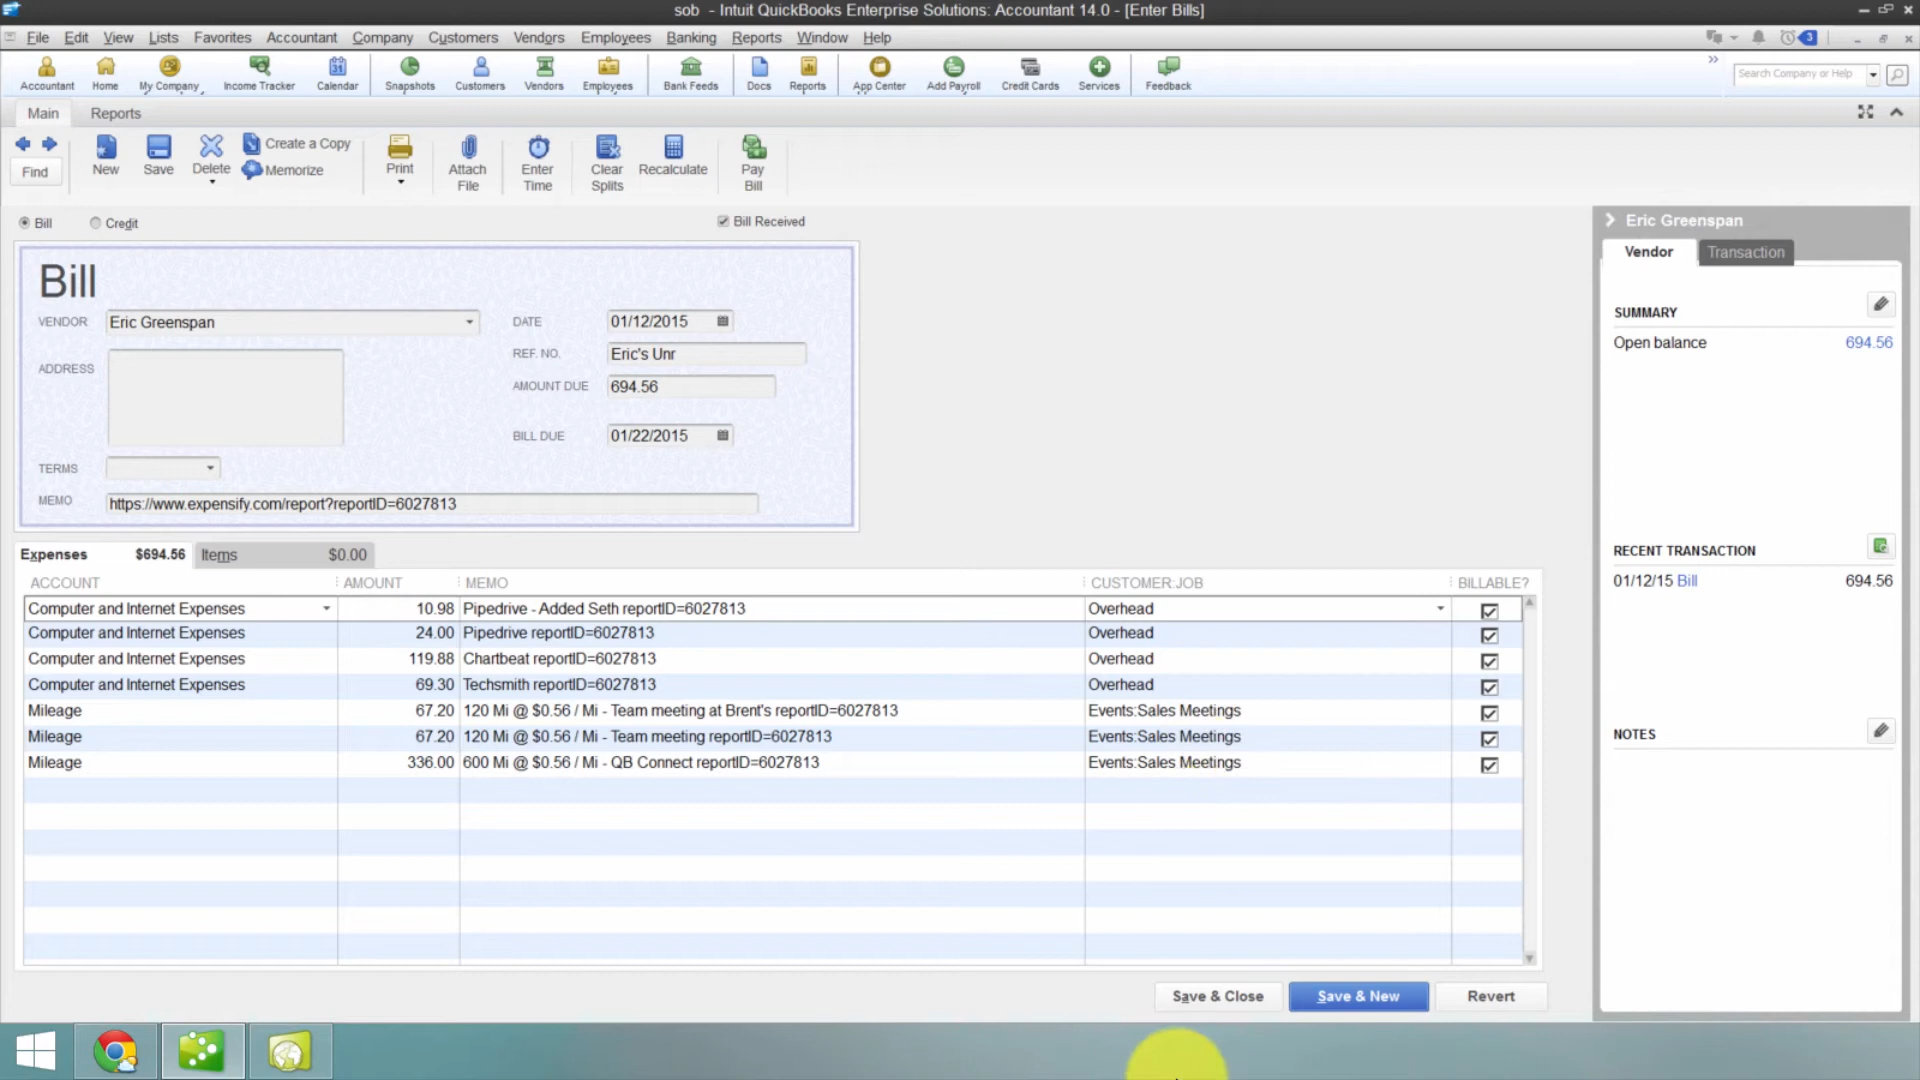 sob - Intuit QuickBooks Enterprise Solutions: Accountant 14.0 - [Enter Bills]
File Edit View Lists Favorites Accountant Company Customers Vendors Employees Banking Reports Window Help 3
Accountant Home My Company Income Tracker 31 Calendar Snapshots Customers Vendors Employees Bank Feeds Docs Reports App Center Add Payroll Credit Cards Services Feedback » Search Company or Help
Main Reports
Find New Save Delete Create a Copy Memorize Print Attach File Enter Time Clear Splits Recalculate Pay Bill
Bill Credit Bill Received
Bill
VENDOR Eric Greenspan DATE 01/12/2015
ADDRESS REF. NO. Eric's Unr
AMOUNT DUE 694.56
BILL DUE 01/22/2015
TERMS
MEMO https://www.expensify.com/report?reportID=6027813
Expenses $694.56 Items $0.00
ACCOUNT AMOUNT MEMO CUSTOMER:JOB BILLABLE?
Computer and Internet Expenses 10.98 Pipedrive - Added Seth reportID=6027813 Overhead
Computer and Internet Expenses 24.00 Pipedrive reportID=6027813 Overhead
Computer and Internet Expenses 119.88 Chartbeat reportID=6027813 Overhead
Computer and Internet Expenses 69.30 Techsmith reportID=6027813 Overhead
Mileage 67.20 120 Mi @ $0.56 / Mi - Team meeting at Brent's reportID=6027813 Events:Sales Meetings
Mileage 67.20 120 Mi @ $0.56 / Mi - Team meeting reportID=6027813 Events:Sales Meetings
Mileage 336.00 600 Mi @ $0.56 / Mi - QB Connect reportID=6027813 Events:Sales Meetings
Save & Close Save & New Revert
Eric Greenspan
Vendor Transaction
SUMMARY
Open balance 694.56
RECENT TRANSACTION
01/12/15 Bill 694.56
NOTES